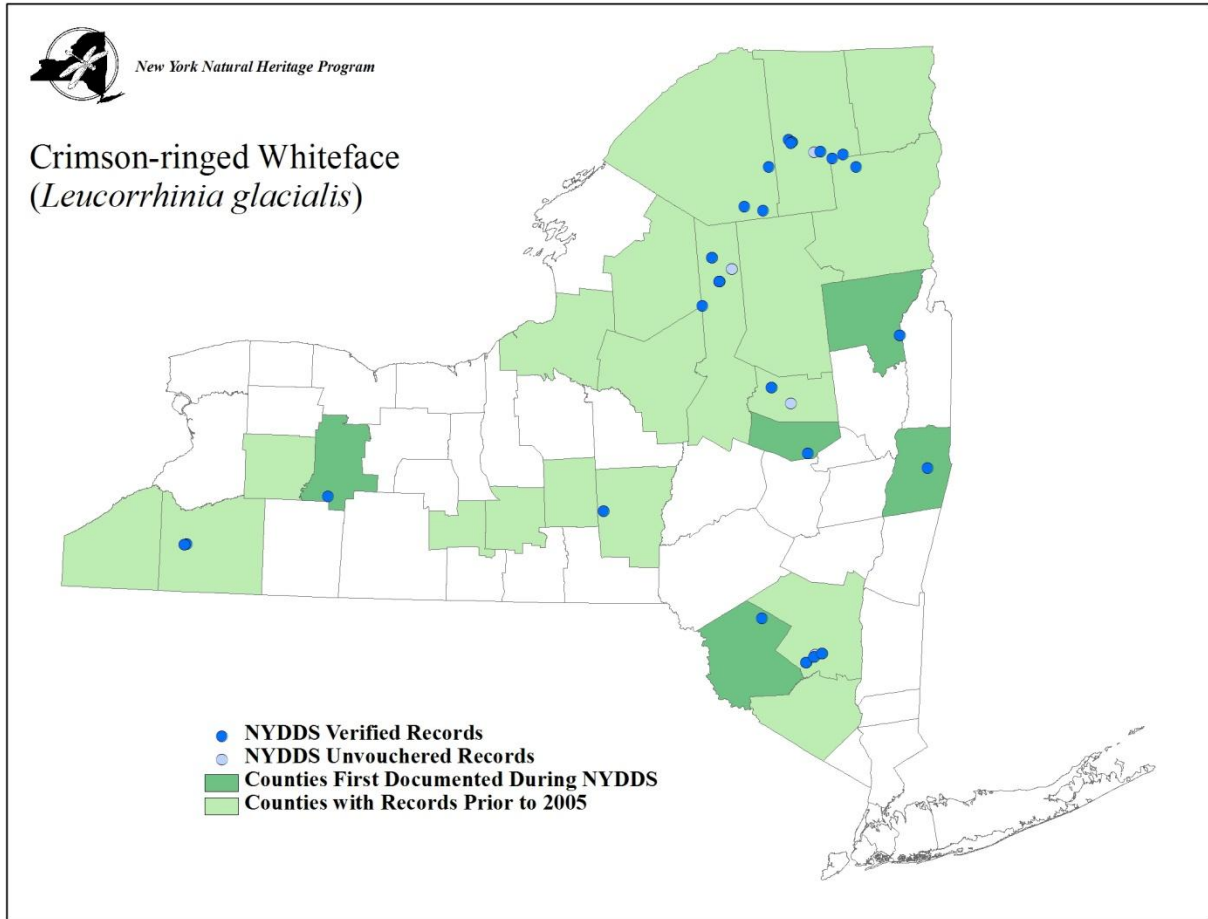 New York Natural Heritage Program
Crimson-ringed Whiteface
(Leucorrhinia glacialis)
NYDDS Verified Records
NYDDS Unvouchered Records
Counties First Documented During NYDDS
Counties with Records Prior to 2005